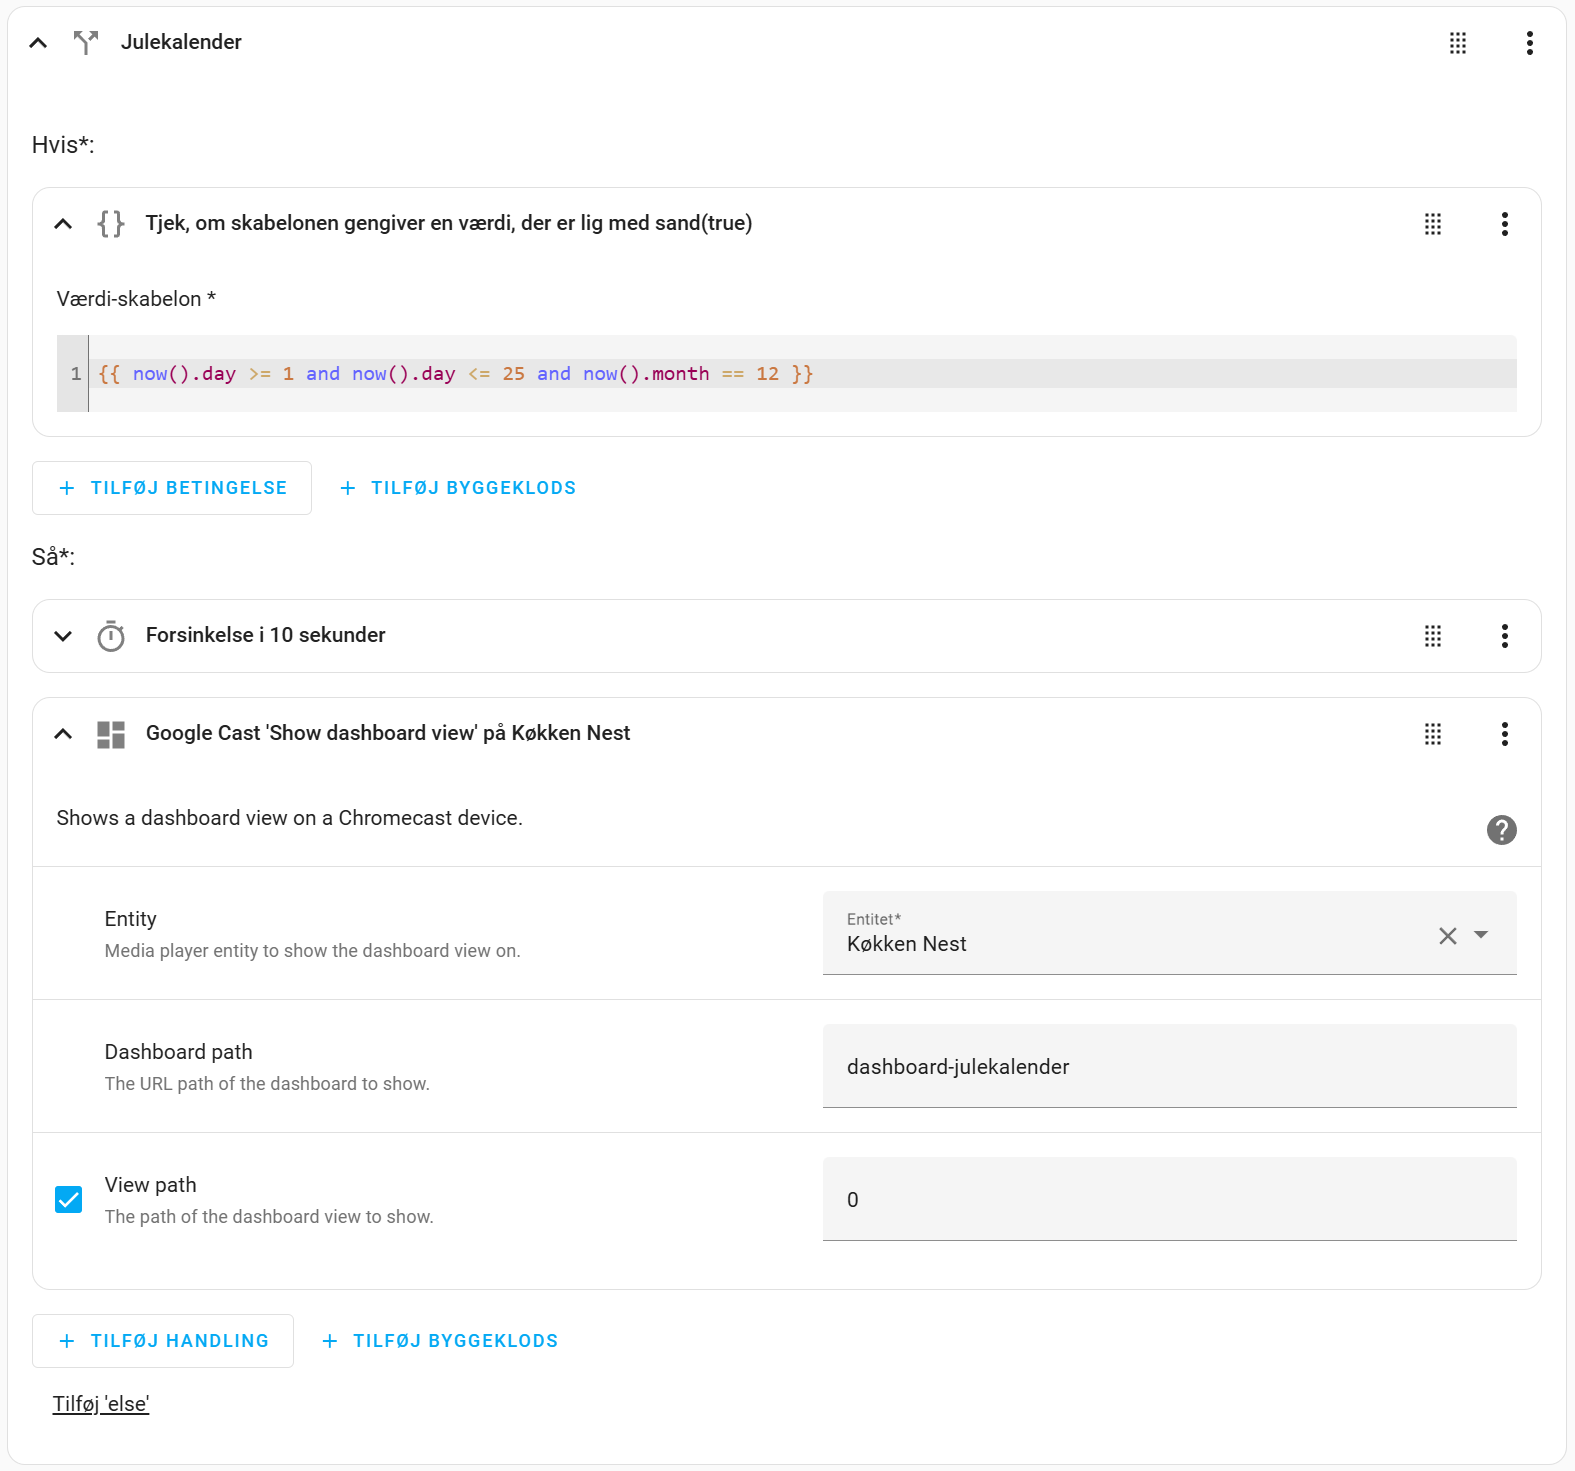 Julekalender
Hvis*:
Tjek, om skabelonen gengiver en værdi, der er lig med sand(true)
Værdi-skabelon *
1 {{ now().day >= 1 and now().day <= 25 and now().month == 12 }}
+ TILFØJ BETINGELSE + TILFØJ BYGGEKLODS
Så*:
Forsinkelse i 10 sekunder
Google Cast 'Show dashboard view' på Køkken Nest
Shows a dashboard view on a Chromecast device.
Entity
Media player entity to show the dashboard view on.
Entitet*
Køkken Nest
Dashboard path
The URL path of the dashboard to show.
dashboard-julekalender
View path
The path of the dashboard view to show.
0
+ TILFØJ HANDLING + TILFØJ BYGGEKLODS
Tilføj 'else'